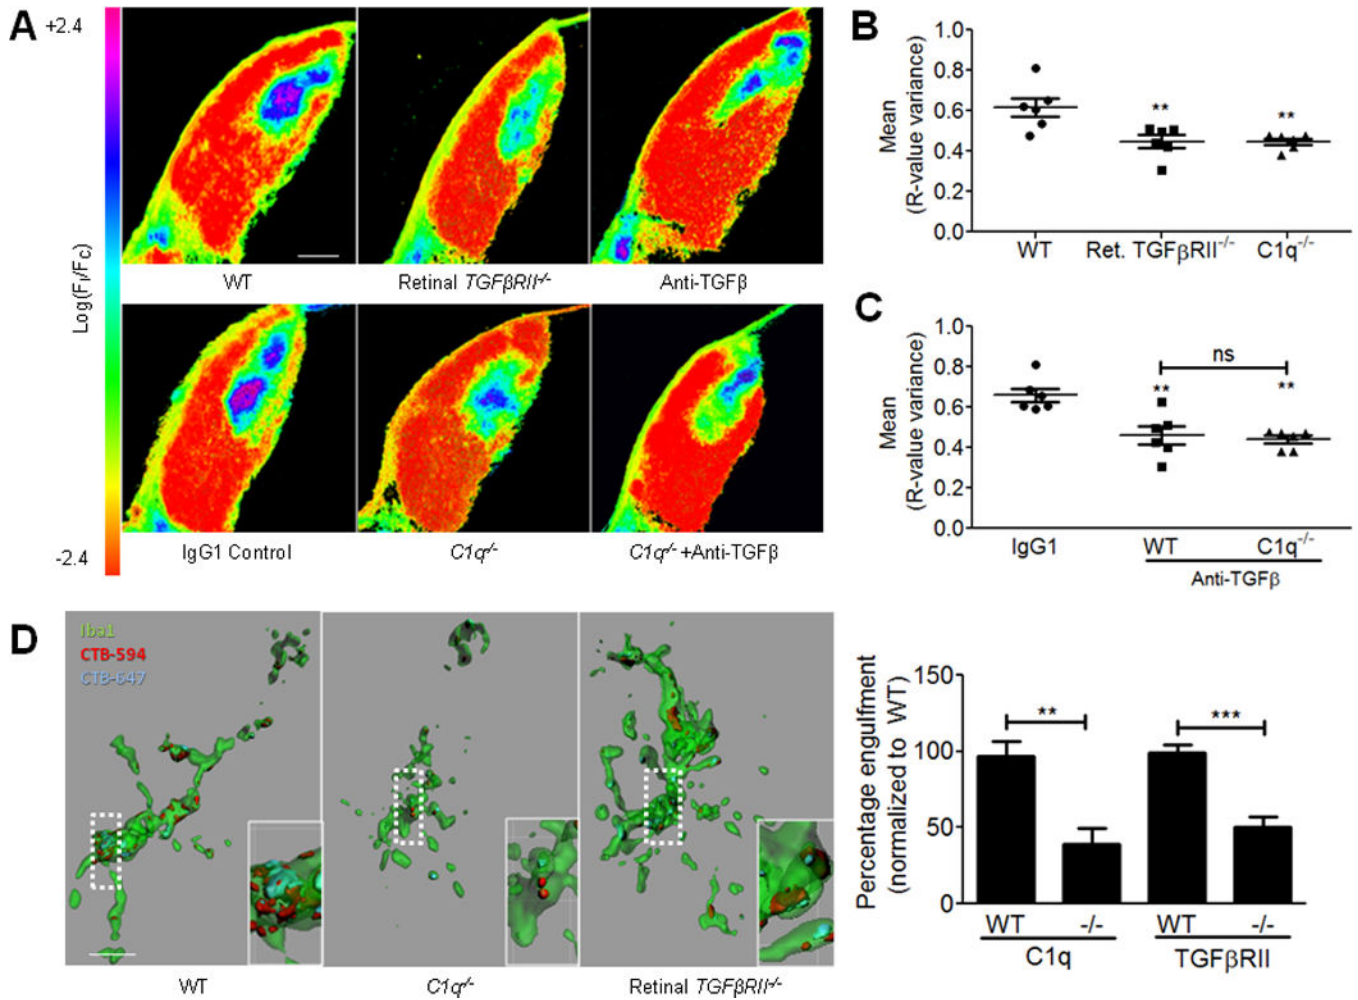 A
+2.4
Log(FI/FC)
-2.4
WT
Retinal TGFβRII-/-
Anti-TGFβ
IgG1 Control
C1q-/-
C1q-/- +Anti-TGFβ
B
Mean
(R-value variance)
1.0
0.8
0.6
0.4
0.2
0.0
**
**
WT
Ret. TGFβRII-/-
C1q-/-
C
Mean
(R-value variance)
1.0
0.8
0.6
0.4
0.2
0.0
ns
**
**
IgG1
WT
C1q-/-
Anti-TGFβ
D
Iba1
CTB-594
CTB-647
WT
C1q-/-
Retinal TGFβRII-/-
Percentage engulfment
(normalized to WT)
150
100
50
0
**
***
WT
-/-
WT
-/-
C1q
TGFβRII